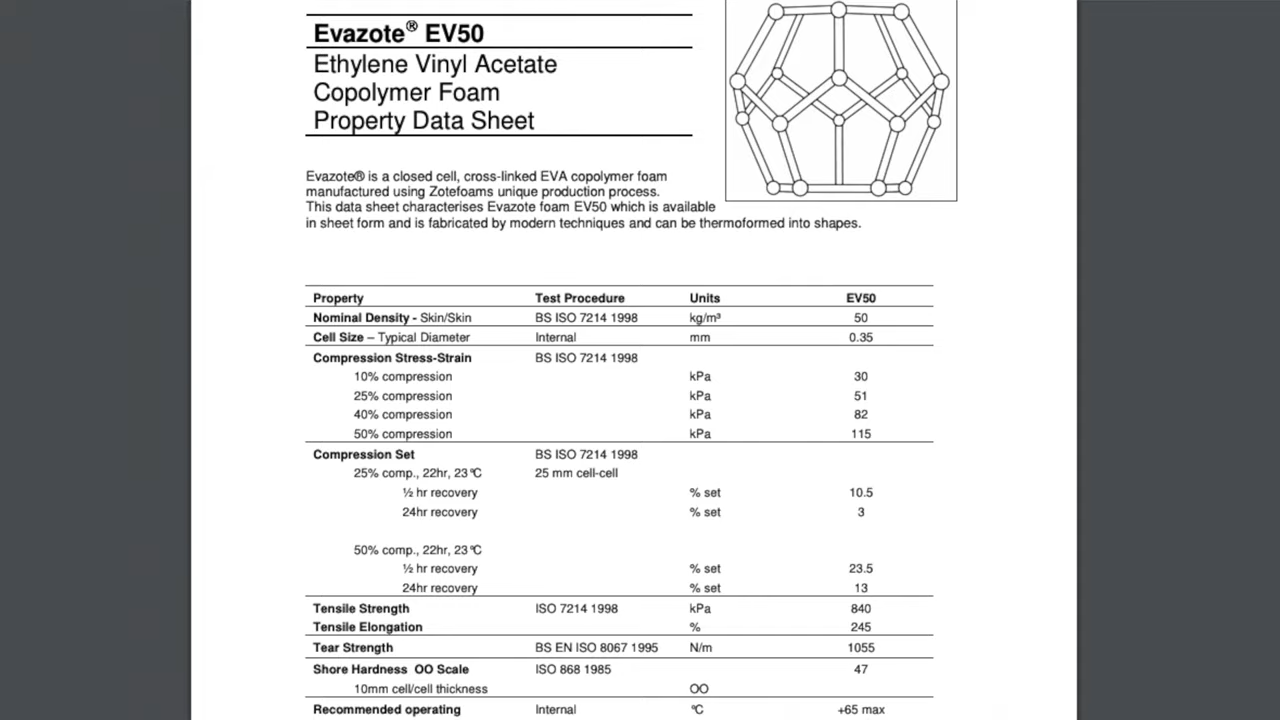 Evazote® EV50
Ethylene Vinyl Acetate
Copolymer Foam
Property Data Sheet
Evazote® is a closed cell, cross-linked EVA copolymer foam
manufactured using Zotefoams unique production process.
This data sheet characterises Evazote foam EV50 which is available
in sheet form and is fabricated by modern techniques and can be thermoformed into shapes.
Property Test Procedure Units EV50
Nominal Density - Skin/Skin BS ISO 7214 1998 kg/m³ 50
Cell Size – Typical Diameter Internal mm 0.35
Compression Stress-Strain BS ISO 7214 1998
10% compression kPa 30
25% compression kPa 51
40% compression kPa 82
50% compression kPa 115
Compression Set BS ISO 7214 1998
25% comp., 22hr, 23°C 25 mm cell-cell
½ hr recovery % set 10.5
24hr recovery % set 3
50% comp., 22hr, 23°C
½ hr recovery % set 23.5
24hr recovery % set 13
Tensile Strength ISO 7214 1998 kPa 840
Tensile Elongation % 245
Tear Strength BS EN ISO 8067 1995 N/m 1055
Shore Hardness OO Scale ISO 868 1985 47
10mm cell/cell thickness OO
Recommended operating Internal °C +65 max